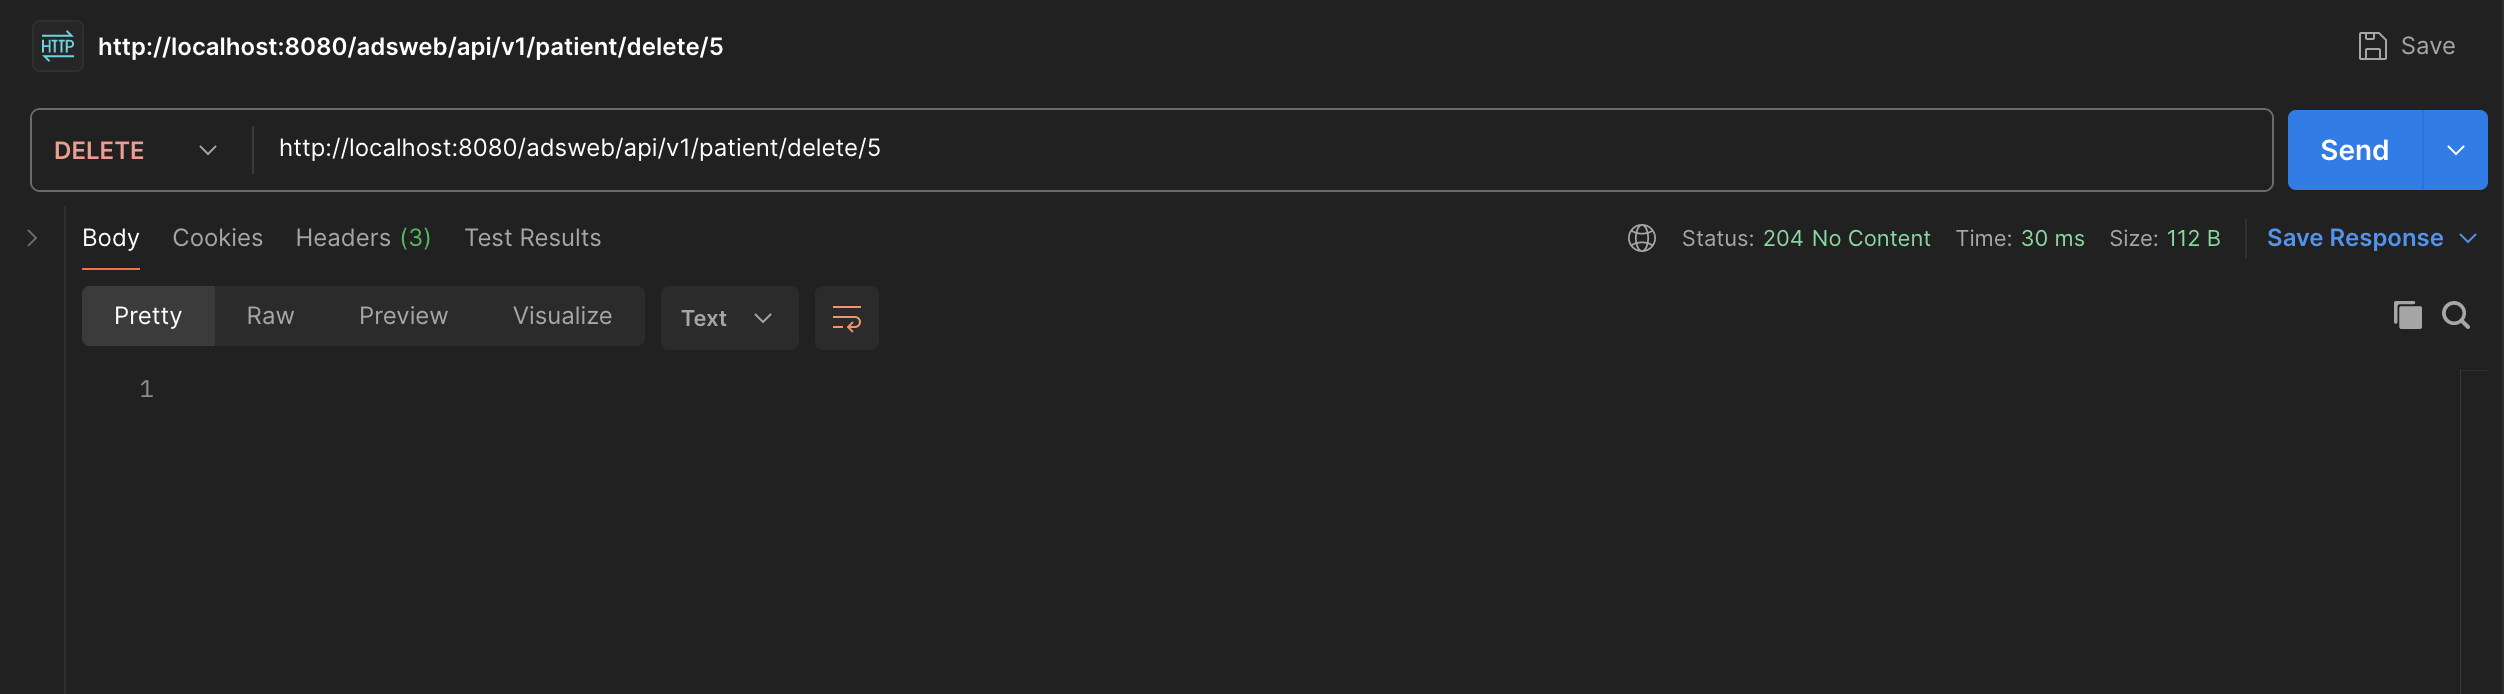 HTTP http://localhost:8080/adsweb/api/v1/patient/delete/5 Save
DELETE http://localhost:8080/adsweb/api/v1/patient/delete/5 Send
Body Cookies Headers (3) Test Results Status: 204 No Content Time: 30 ms Size: 112 B Save Response
Pretty Raw Preview Visualize Text
1